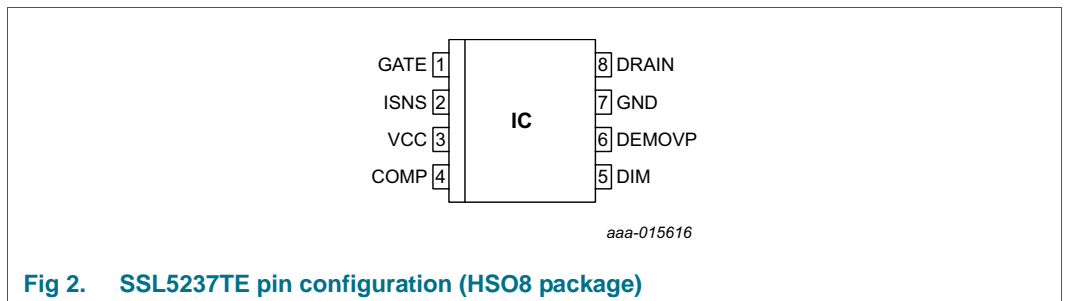 GATE 1 8 DRAIN
ISNS 2 7 GND
IC
VCC 3 6 DEMOVP
COMP 4 5 DIM
aaa-015616
Fig 2. SSL5237TE pin configuration (HSO8 package)